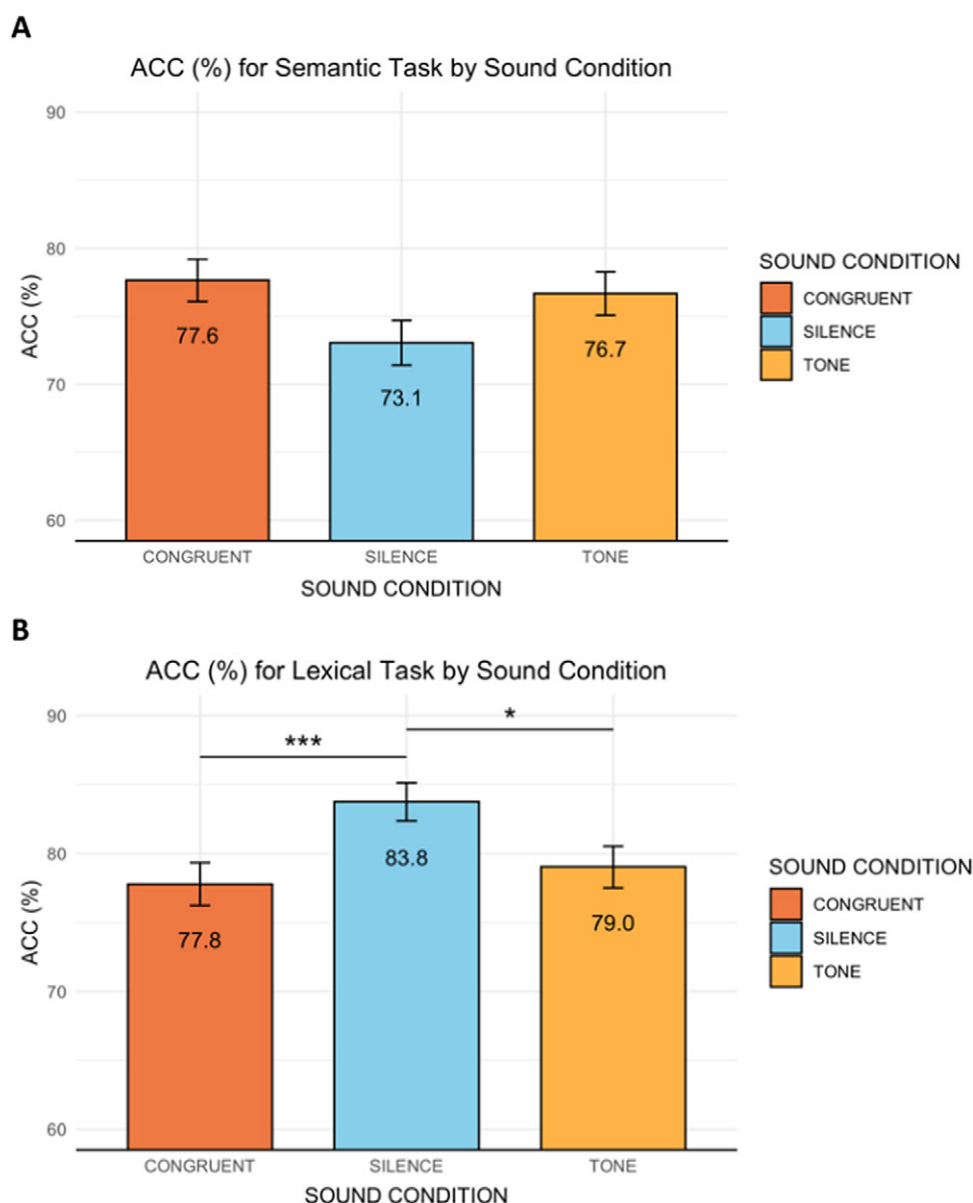 A
ACC (%) for Semantic Task by Sound Condition
90
80
70
60
ACC (%)
77.6
73.1
76.7
CONGRUENT
SILENCE
TONE
SOUND CONDITION
SOUND CONDITION
CONGRUENT
SILENCE
TONE
B
ACC (%) for Lexical Task by Sound Condition
90
80
70
60
ACC (%)
***
*
77.8
83.8
79.0
CONGRUENT
SILENCE
TONE
SOUND CONDITION
SOUND CONDITION
CONGRUENT
SILENCE
TONE